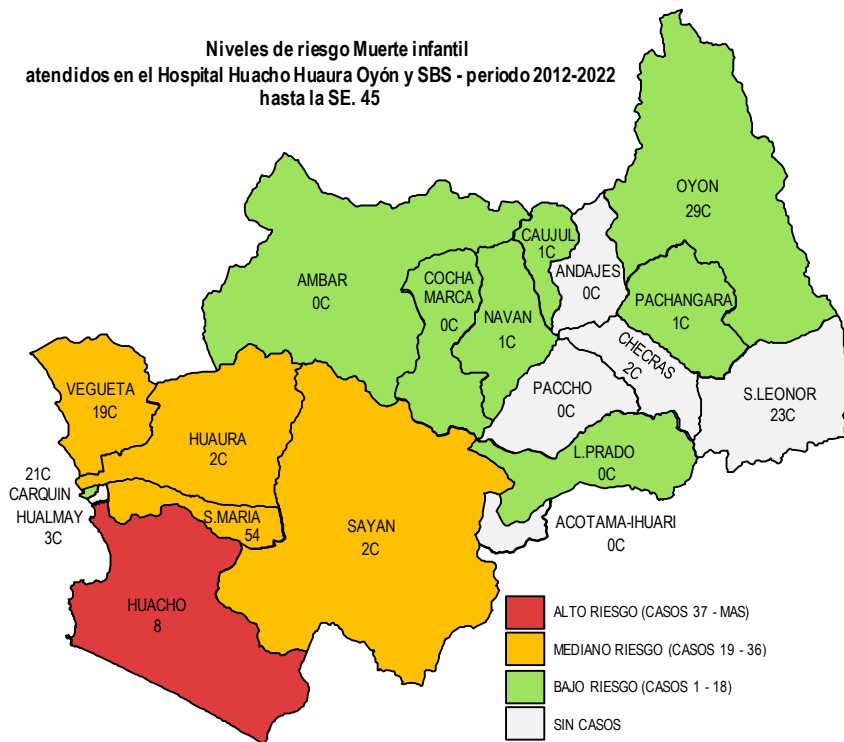 Niveles de riesgo Muerte infantil
atendidos en el Hospital Huacho Huaura Oyón y SBS - periodo 2012-2022
hasta la SE. 45
OYON
29C
CAUJUL
1C
ANDAJES
0C
AMBAR
0C
COCHA
MARCA
0C
NAVAN
1C
PACHANGARA
1C
CHECRAS
2C
VEGUETA
19C
PACCHO
0C
S.LEONOR
23C
HUAURA
2C
L.PRADO
0C
21C
CARQUIN
HUALMAY
3C
S.MARIA
54
SAYAN
2C
ACOTAMA-IHUARI
0C
HUACHO
8
ALTO RIESGO (CASOS 37 - MAS)
MEDIANO RIESGO (CASOS 19 - 36)
BAJO RIESGO (CASOS 1 - 18)
SIN CASOS